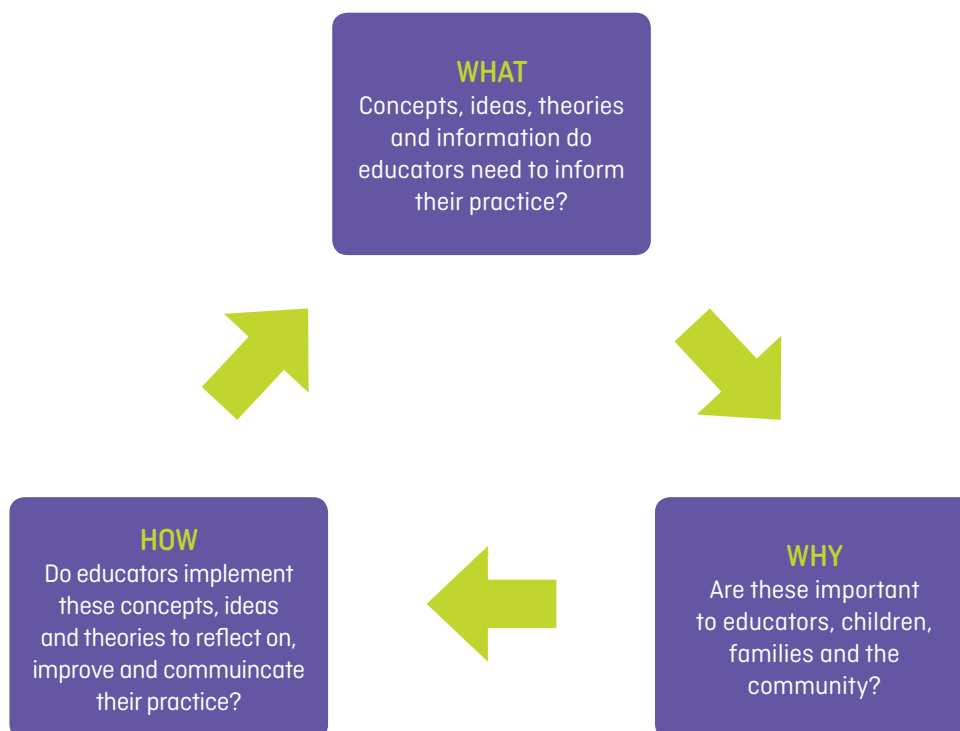 WHAT
Concepts, ideas, theories
and information do
educators need to inform
their practice?
HOW
Do educators implement
these concepts, ideas
and theories to reflect on,
improve and commuincate
their practice?
WHY
Are these important
to educators, children,
families and the
community?